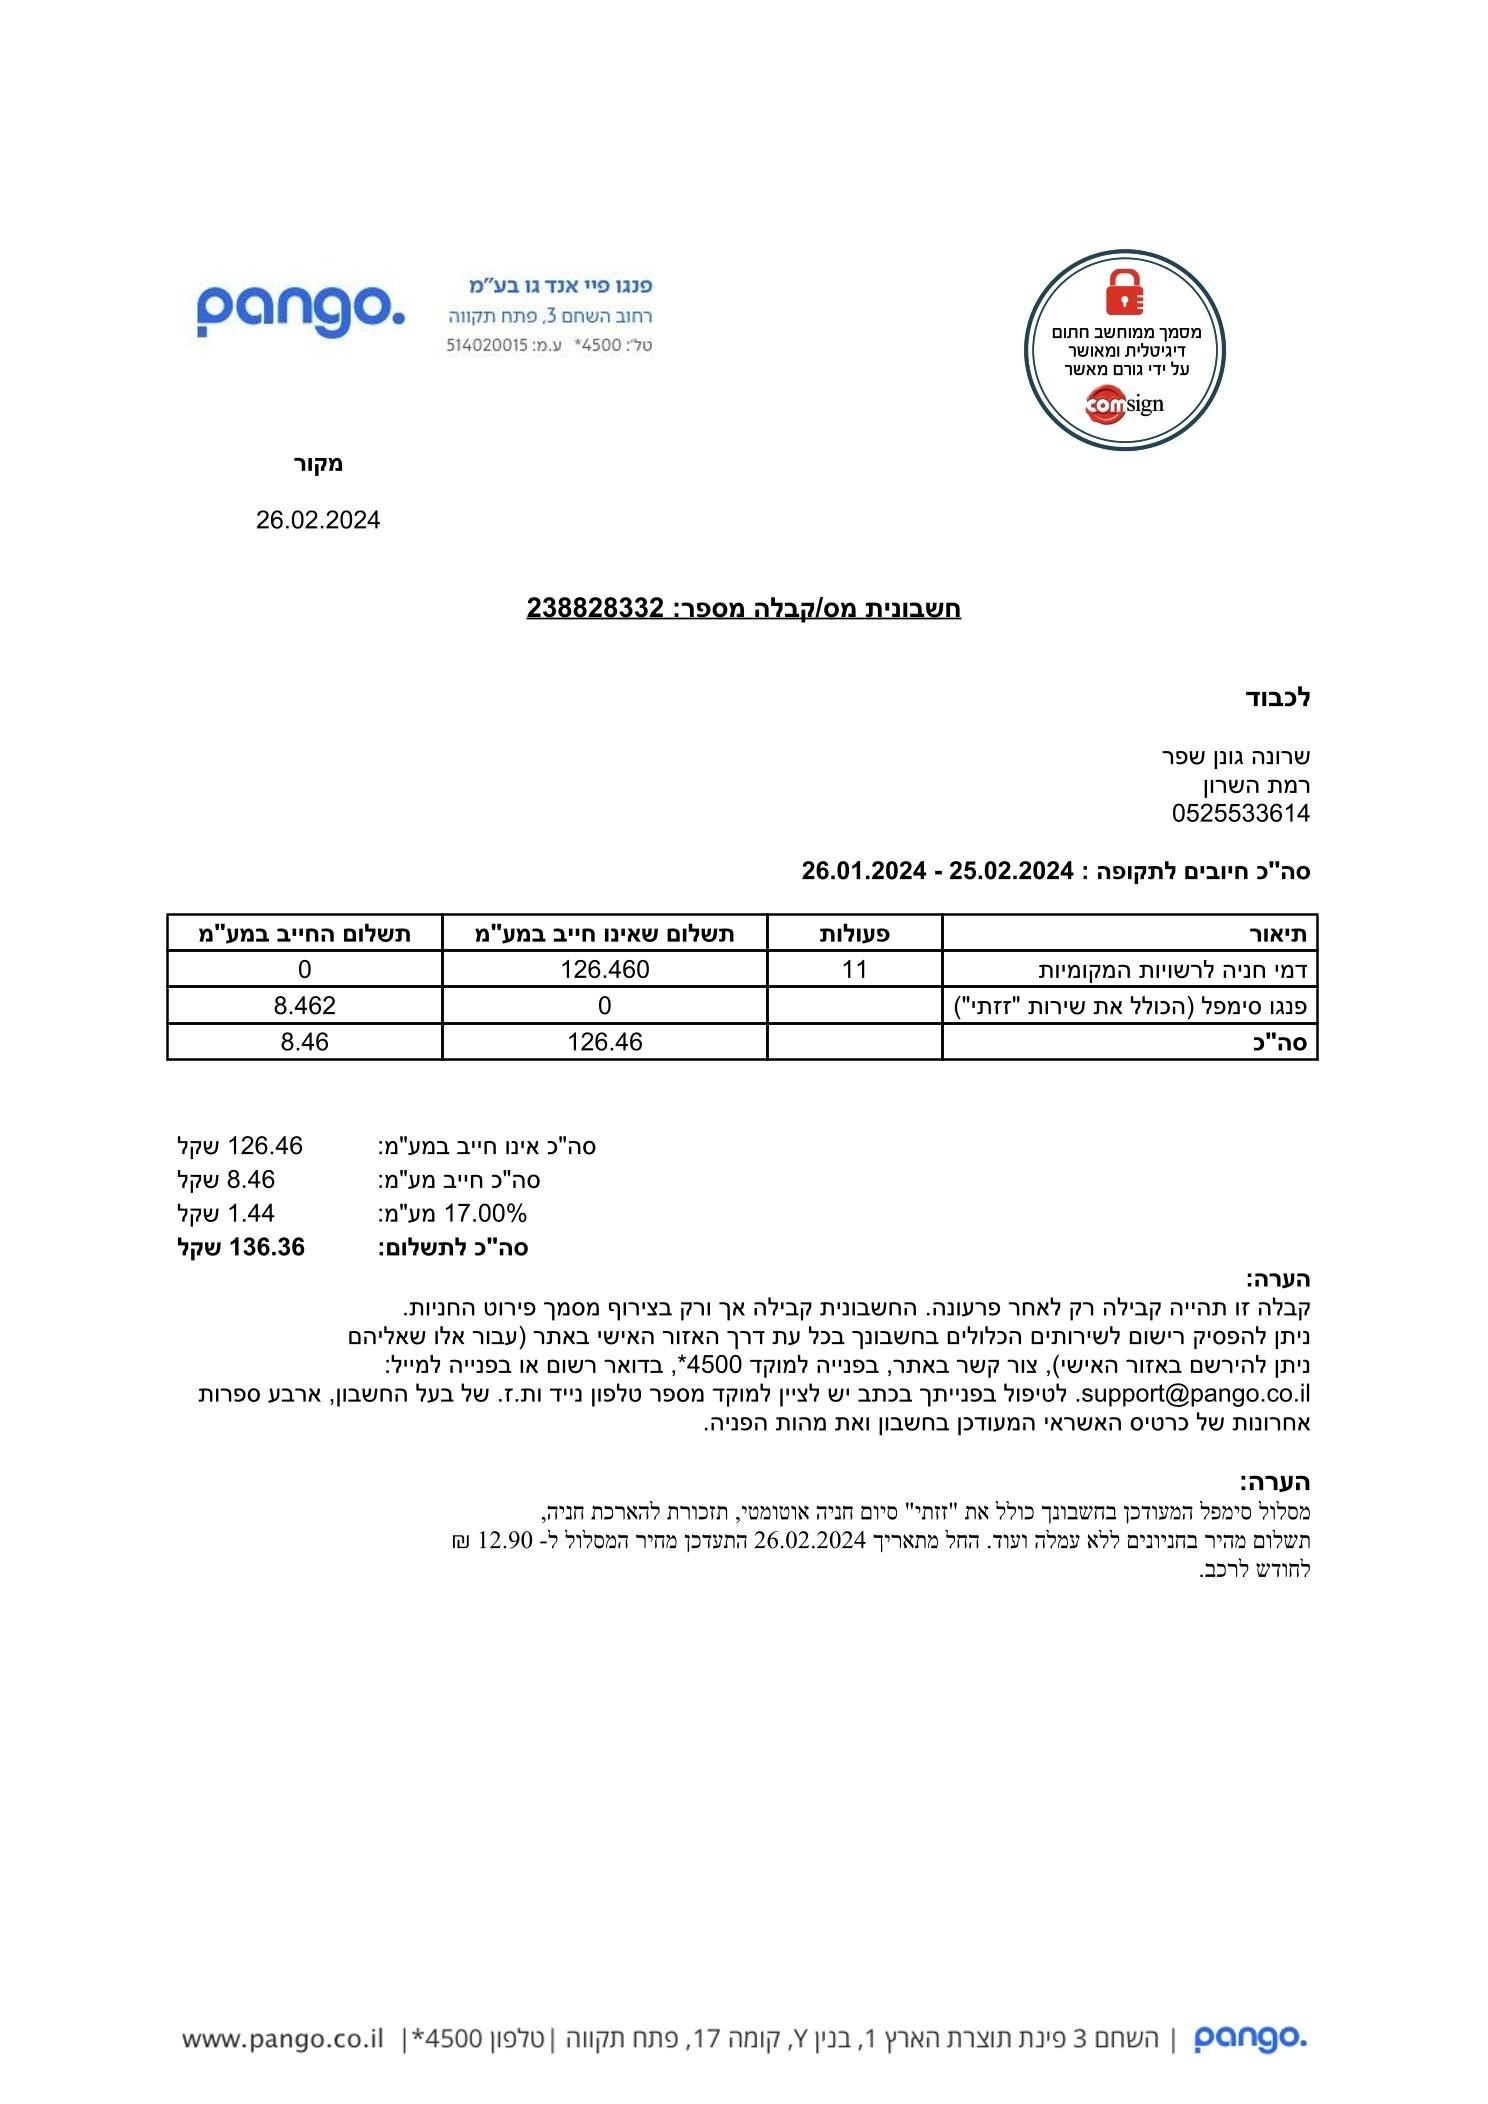 pango.
פנגו פיי אנד גו בע"מ
רחוב השחם 3, פתח תקווה
טל': 4500* ע.מ: 514020015
מסמך ממוחשב חתום
דיגיטלית ומאושר
על ידי גורם מאשר
comsign
מקור
26.02.2024
חשבונית מס/קבלה מספר: 238828332
לכבוד
שרונה גונן שפר
רמת השרון
0525533614
סה"כ חיובים לתקופה : 25.02.2024 - 26.01.2024
תיאור פעולות תשלום שאינו חייב במע"מ תשלום החייב במע"מ
דמי חניה לרשויות המקומיות 11 126.460 0
פנגו סימפל (הכולל את שירות "זזתי") 0 8.462
סה"כ 126.46 8.46
סה"כ אינו חייב במע"מ: 126.46 שקל
סה"כ חייב מע"מ: 8.46 שקל
17.00% מע"מ: 1.44 שקל
סה"כ לתשלום: 136.36 שקל
הערה:
קבלה זו תהייה קבילה רק לאחר פרעונה. החשבונית קבילה אך ורק בצירוף מסמך פירוט החניות.
ניתן להפסיק רישום לשירותים הכלולים בחשבונך בכל עת דרך האזור האישי באתר (עבור אלו שאליהם
ניתן להירשם באזור האישי), צור קשר באתר, בפנייה למוקד 4500*, בדואר רשום או בפנייה למייל:
support@pango.co.il. לטיפול בפנייתך בכתב יש לציין למוקד מספר טלפון נייד ות.ז. של בעל החשבון, ארבע ספרות
אחרונות של כרטיס האשראי המעודכן בחשבון ואת מהות הפניה.
הערה:
מסלול סימפל המעודכן בחשבונך כולל את "זזתי" סיום חניה אוטומטי, תזכורת להארכת חניה,
תשלום מהיר בחניונים ללא עמלה ועוד. החל מתאריך 26.02.2024 התעדכן מחיר המסלול ל- 12.90 ₪
לחודש לרכב.
pango. | השחם 3 פינת תוצרת הארץ 1, בנין Y, קומה 17, פתח תקווה |טלפון 4500*| www.pango.co.il